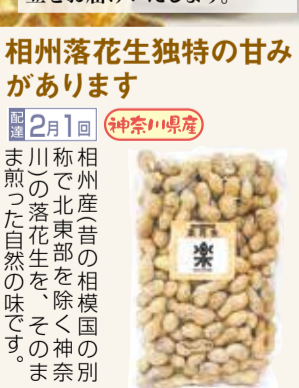 相州落花生独特の甘み
があります
配達 2月1回
神奈川県産
相州産(昔の相模国の別
称で北東部を除く神奈
川)の落花生を、そのま
ま煎った自然の味です。
楽